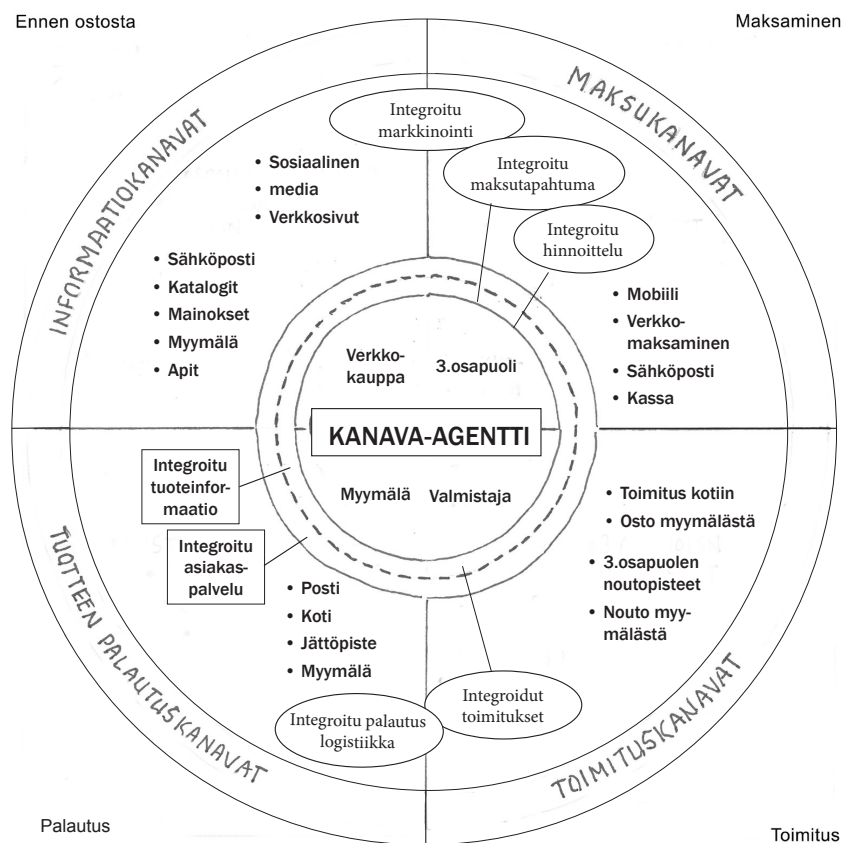 Ennen ostosta
Maksaminen
INFORMAATIOKANAVAT
MAKSUKANAVAT
Integroitu
markkinointi
Integroitu
maksutapahtuma
Integroitu
hinnoittelu
• Sosiaalinen
• media
• Verkkosivut
• Sähköposti
• Katalogit
• Mainokset
• Myymälä
• Apit
• Mobiili
• Verkko-
maksaminen
• Sähköposti
• Kassa
Verkko-
kauppa
3.osapuoli
KANAVA-AGENTTI
Myymälä
Valmistaja
Integroitu
tuoteinfor-
maatio
Integroitu
asiakas-
palvelu
• Posti
• Koti
• Jättöpiste
• Myymälä
• Toimitus kotiin
• Osto myymälästä
• 3.osapuolen
noutopisteet
• Nouto myy-
mälästä
Integroitu palautus
logistiikka
Integroidut
toimitukset
TUOTTEEN PALAUTUSKANAVAT
TOIMITUSKANAVAT
Palautus
Toimitus